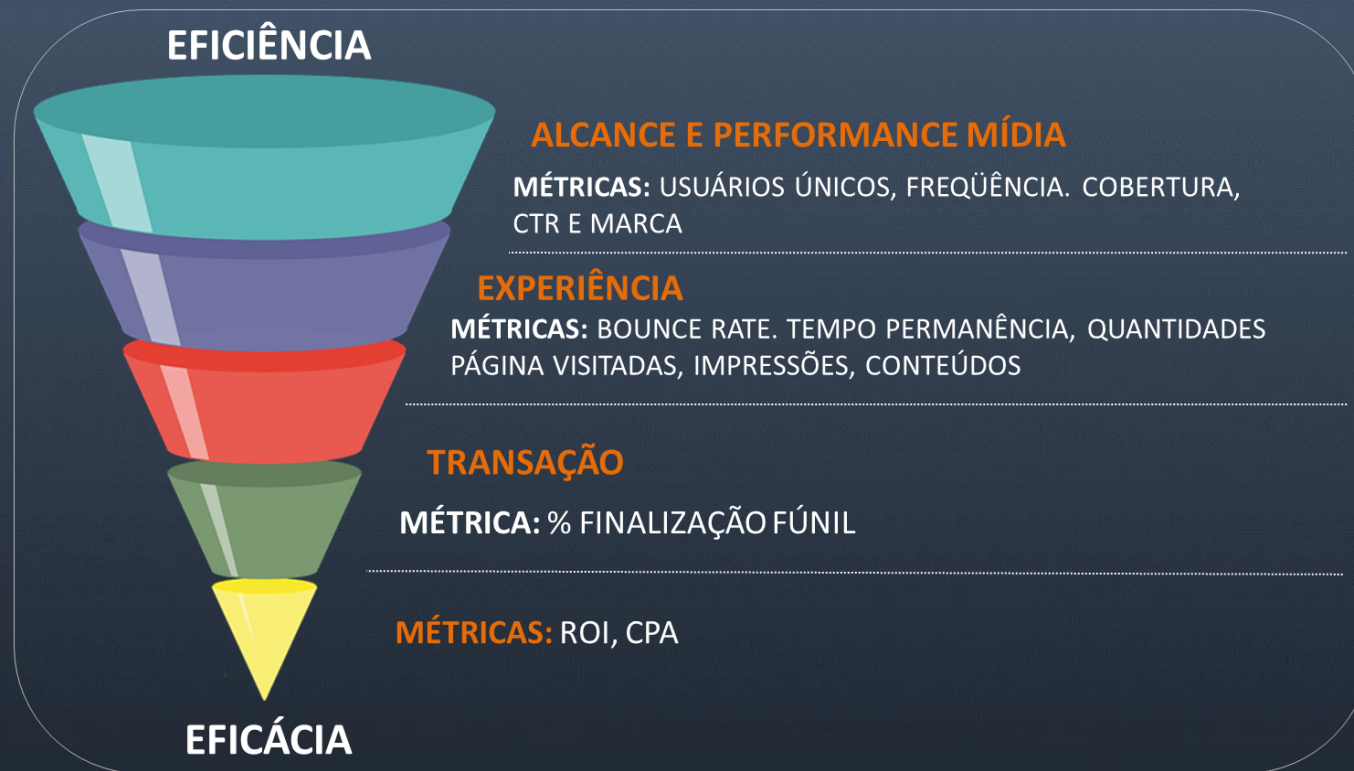 EFICIÊNCIA
ALCANCE E PERFORMANCE MÍDIA
MÉTRICAS: USUÁRIOS ÚNICOS, FREQÜÊNCIA. COBERTURA,
CTR E MARCA
EXPERIÊNCIA
MÉTRICAS: BOUNCE RATE. TEMPO PERMANÊNCIA, QUANTIDADES
PÁGINA VISITADAS, IMPRESSÕES, CONTEÚDOS
TRANSAÇÃO
MÉTRICA: % FINALIZAÇÃO FÚNIL
MÉTRICAS: ROI, CPA
EFICÁCIA